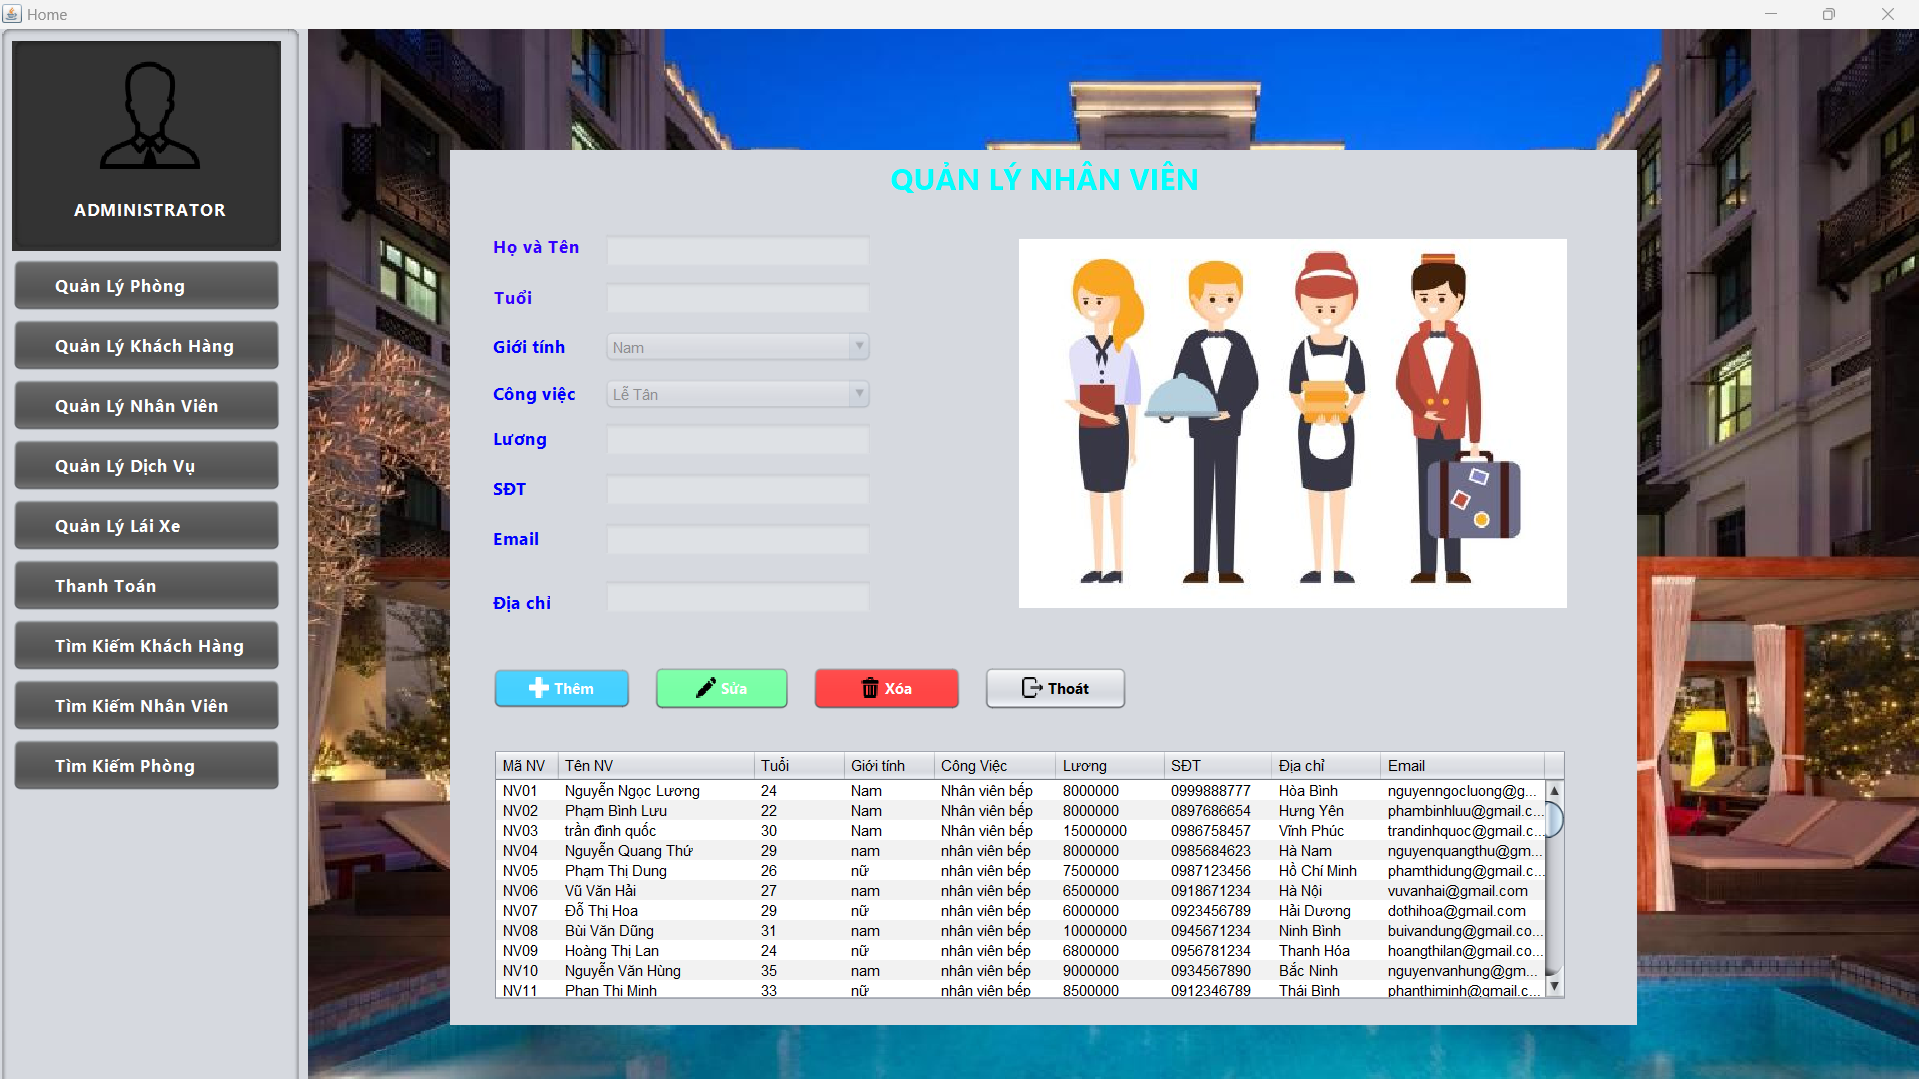 Home
ADMINISTRATOR
Quản Lý Phòng
Quản Lý Khách Hàng
Quản Lý Nhân Viên
Quản Lý Dịch Vụ
Quản Lý Lái Xe
Thanh Toán
Tìm Kiếm Khách Hàng
Tìm Kiếm Nhân Viên
Tìm Kiếm Phòng
QUẢN LÝ NHÂN VIÊN
Họ và Tên
Tuổi
Giới tính Nam
Công việc Lễ Tân
Lương
SĐT
Email
Địa chỉ
Thêm Sửa Xóa Thoát
Mã NV Tên NV Tuổi Giới tính Công Việc Lương SĐT Địa chỉ Email
NV01 Nguyễn Ngọc Lương 24 Nam Nhân viên bếp 8000000 0999888777 Hòa Bình nguyenngocluong@g...
NV02 Phạm Bình Lưu 22 Nam Nhân viên bếp 8000000 0897686654 Hưng Yên phambinhluu@gmail.c...
NV03 trần đình quốc 30 Nam Nhân viên bếp 15000000 0986758457 Vĩnh Phúc trandinhquoc@gmail.c...
NV04 Nguyễn Quang Thứ 29 nam nhân viên bếp 8000000 0985684623 Hà Nam nguyenquangthu@gm...
NV05 Phạm Thị Dung 26 nữ nhân viên bếp 7500000 0987123456 Hồ Chí Minh phamthidung@gmail.c...
NV06 Vũ Văn Hải 27 nam nhân viên bếp 6500000 0918671234 Hà Nội vuvanhai@gmail.com
NV07 Đỗ Thị Hoa 29 nữ nhân viên bếp 6000000 0923456789 Hải Dương dothihoa@gmail.com
NV08 Bùi Văn Dũng 31 nam nhân viên bếp 10000000 0945671234 Ninh Bình buivandung@gmail.co...
NV09 Hoàng Thị Lan 24 nữ nhân viên bếp 6800000 0956781234 Thanh Hóa hoangthilan@gmail.co...
NV10 Nguyễn Văn Hùng 35 nam nhân viên bếp 9000000 0934567890 Bắc Ninh nguyenvanhung@gm...
NV11 Phan Thị Minh 33 nữ nhân viên bếp 8500000 0912346789 Thái Bình phanthiminh@gmail.c...